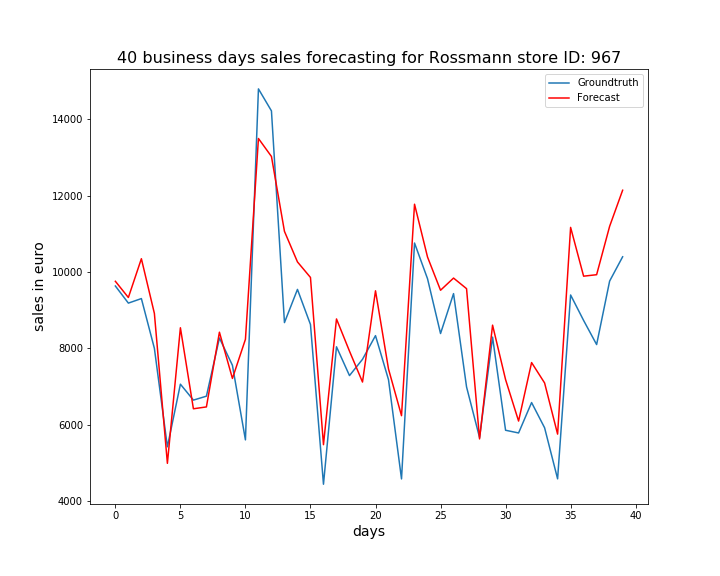 40 business days sales forecasting for Rossmann store ID: 967
Groundtruth
Forecast
14000
12000
10000
8000
6000
4000
sales in euro
0 5 10 15 20 25 30 35 40
days